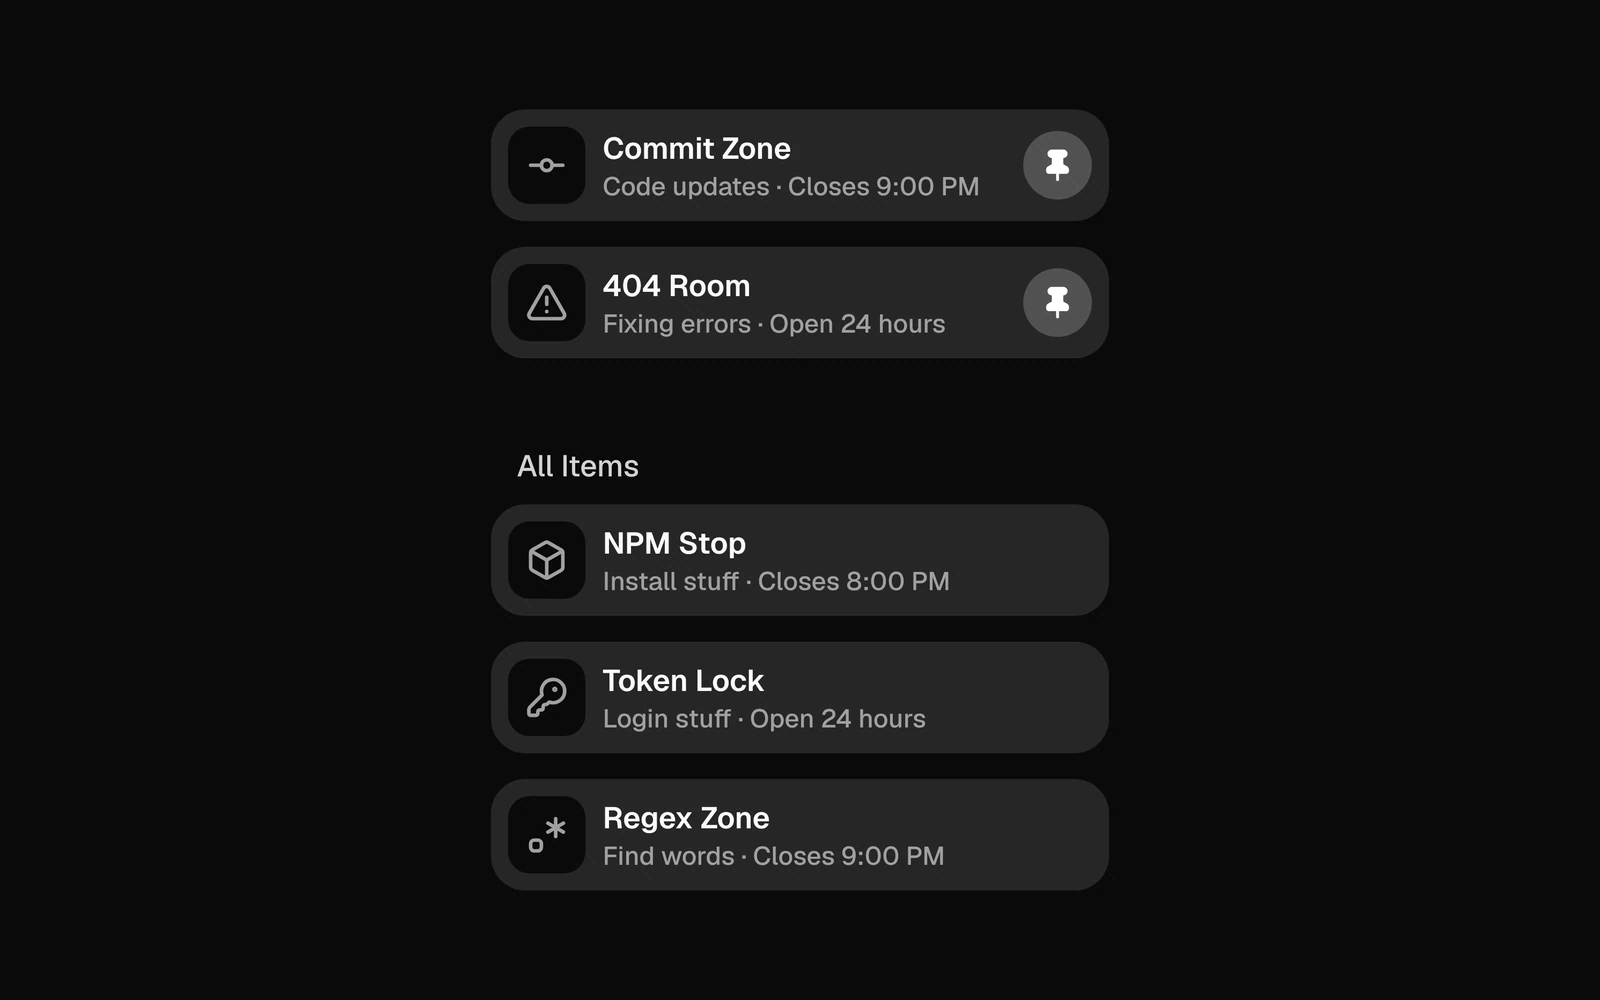 Commit Zone
Code updates · Closes 9:00 PM
404 Room
Fixing errors · Open 24 hours
All Items
NPM Stop
Install stuff · Closes 8:00 PM
Token Lock
Login stuff · Open 24 hours
Regex Zone
Find words · Closes 9:00 PM